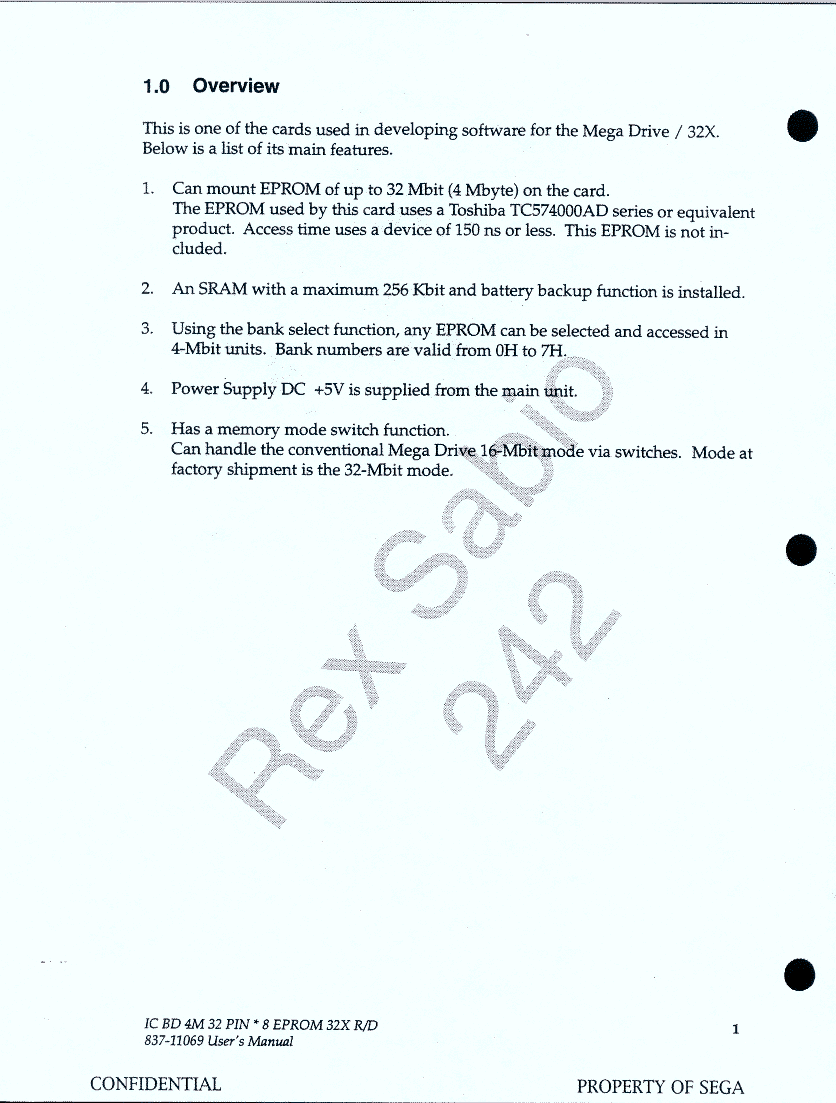 1.0 Overview
This is one of the cards used in developing software for the Mega Drive / 32X.
Below is a list of its main features.
1. Can mount EPROM of up to 32 Mbit (4 Mbyte) on the card.
The EPROM used by this card uses a Toshiba TC574000AD series or equivalent
product. Access time uses a device of 150 ns or less. This EPROM is not in-
cluded.
2. An SRAM with a maximum 256 Kbit and battery backup function is installed.
3. Using the bank select function, any EPROM can be selected and accessed in
4-Mbit units. Bank numbers are valid from 0H to 7H.
4. Power Supply DC +5V is supplied from the main unit.
5. Has a memory mode switch function.
Can handle the conventional Mega Drive 16-Mbit mode via switches. Mode at
factory shipment is the 32-Mbit mode.
Rex Sabio
242
IC BD 4M 32 PIN * 8 EPROM 32X R/D
837-11069 User's Manual
1
CONFIDENTIAL
PROPERTY OF SEGA